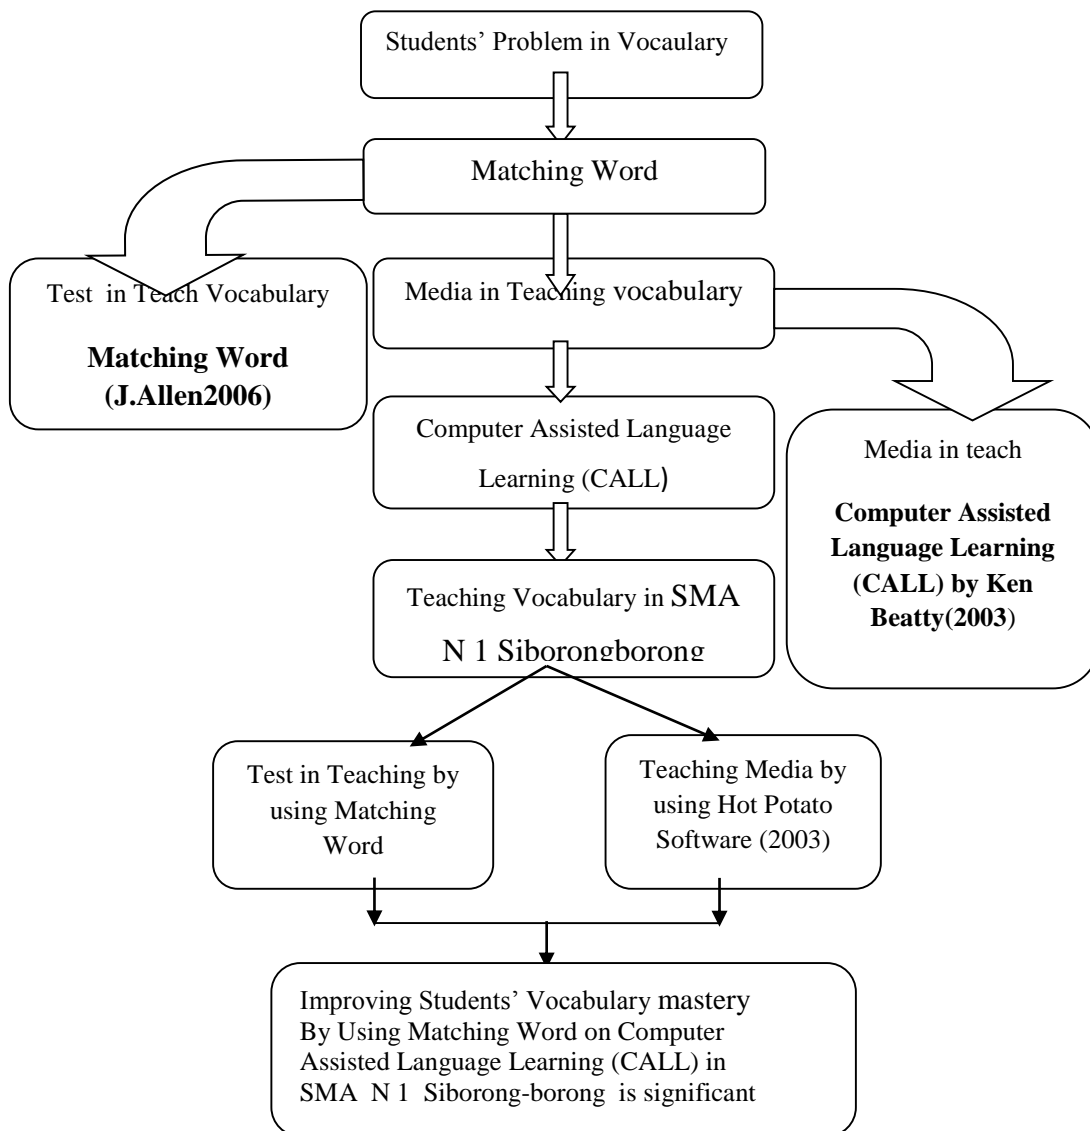 Students’ Problem in Vocaulary
Matching Word
Test in Teach Vocabulary
Matching Word
(J.Allen2006)
Media in Teaching vocabulary
Computer Assisted Language
Learning (CALL)
Media in teach
Computer Assisted
Language Learning
(CALL) by Ken
Beatty(2003)
Teaching Vocabulary in SMA
N 1 Siborongborong
Test in Teaching by
using Matching
Word
Teaching Media by
using Hot Potato
Software (2003)
Improving Students’ Vocabulary mastery
By Using Matching Word on Computer
Assisted Language Learning (CALL) in
SMA N 1 Siborong-borong is significant